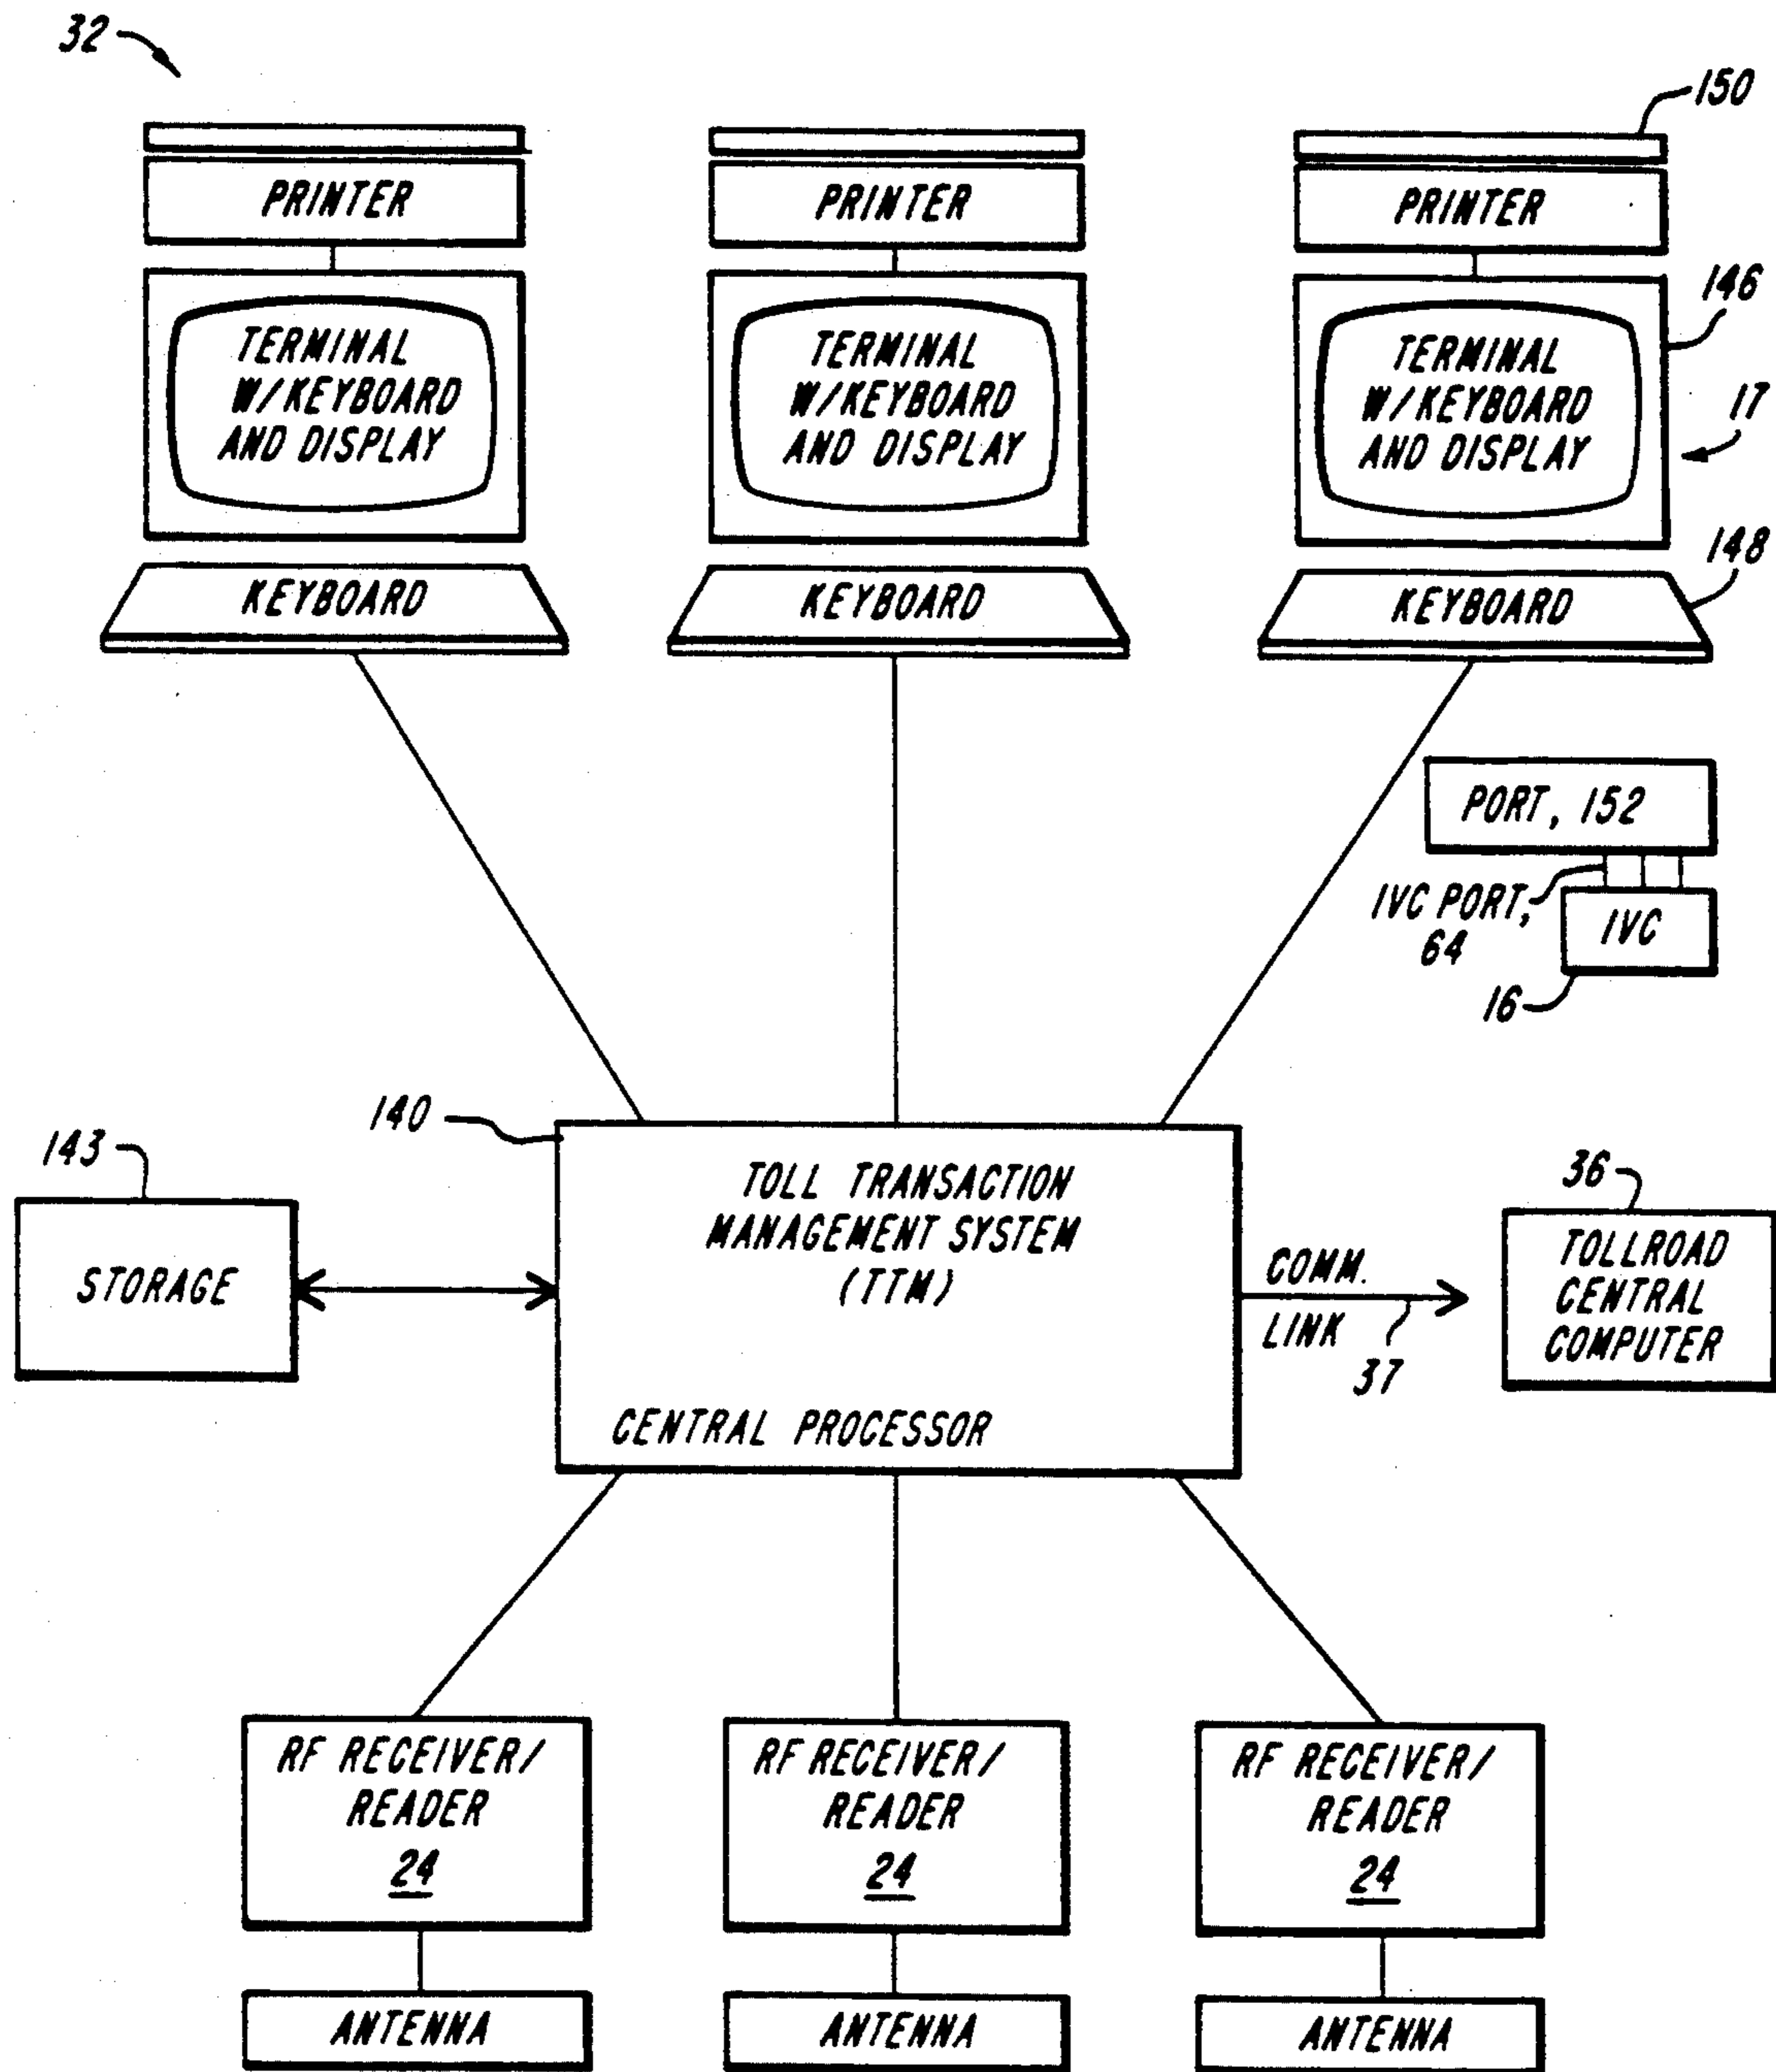 32
150
PRINTER
PRINTER
PRINTER
146
TERMINAL
W/KEYBOARD
AND DISPLAY
TERMINAL
W/KEYBOARD
AND DISPLAY
TERMINAL
W/KEYBOARD
AND DISPLAY
17
148
KEYBOARD
KEYBOARD
KEYBOARD
PORT, 152
IVC PORT,
64
IVC
16
140
143
STORAGE
TOLL TRANSACTION
MANAGEMENT SYSTEM
(TTM)
CENTRAL PROCESSOR
COMM.
LINK
37
36
TOLLROAD
CENTRAL
COMPUTER
RF RECEIVER/
READER
24
RF RECEIVER/
READER
24
RF RECEIVER/
READER
24
ANTENNA
ANTENNA
ANTENNA